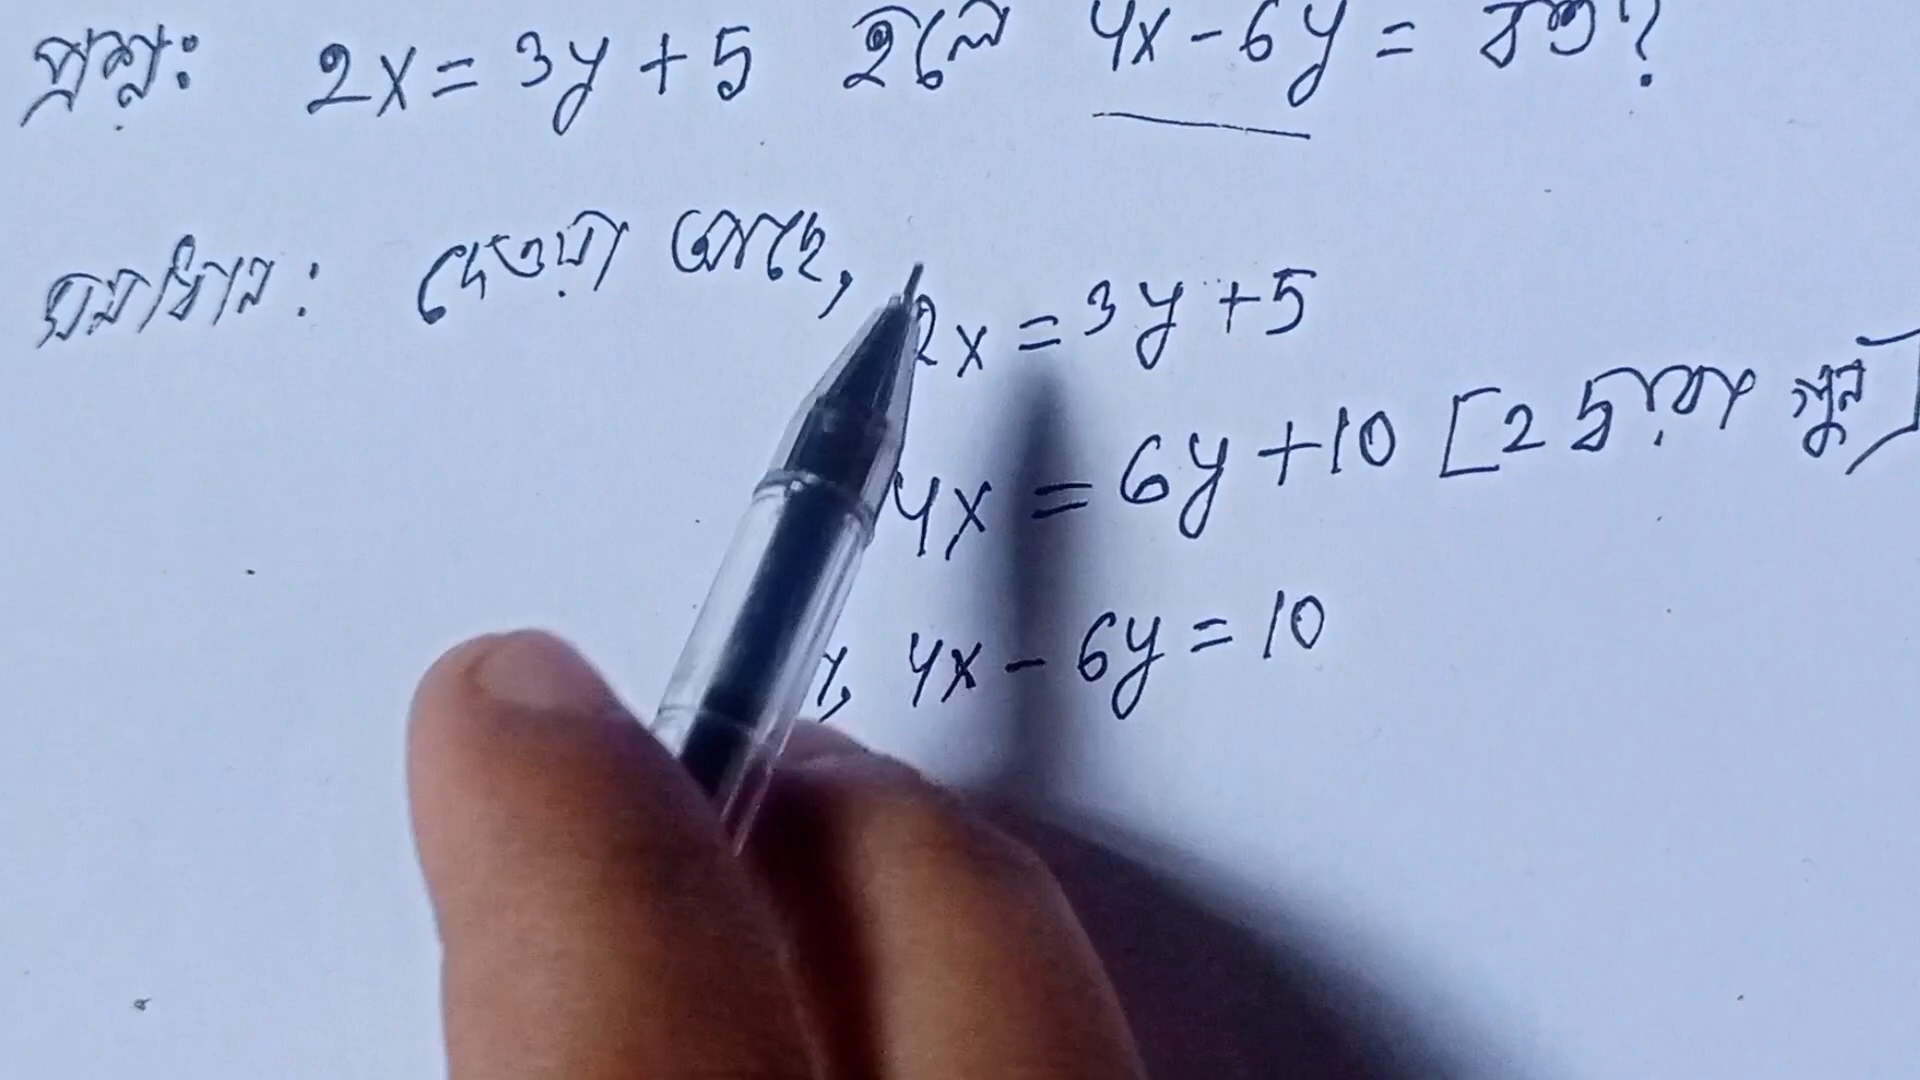 প্রশ্ন: 2x = 3y + 5 হলে 4x - 6y = কত?
সমাধান: দেওয়া আছে,
2x = 3y + 5
4x = 6y + 10 [2 দ্বারা গুন]
4x - 6y = 10